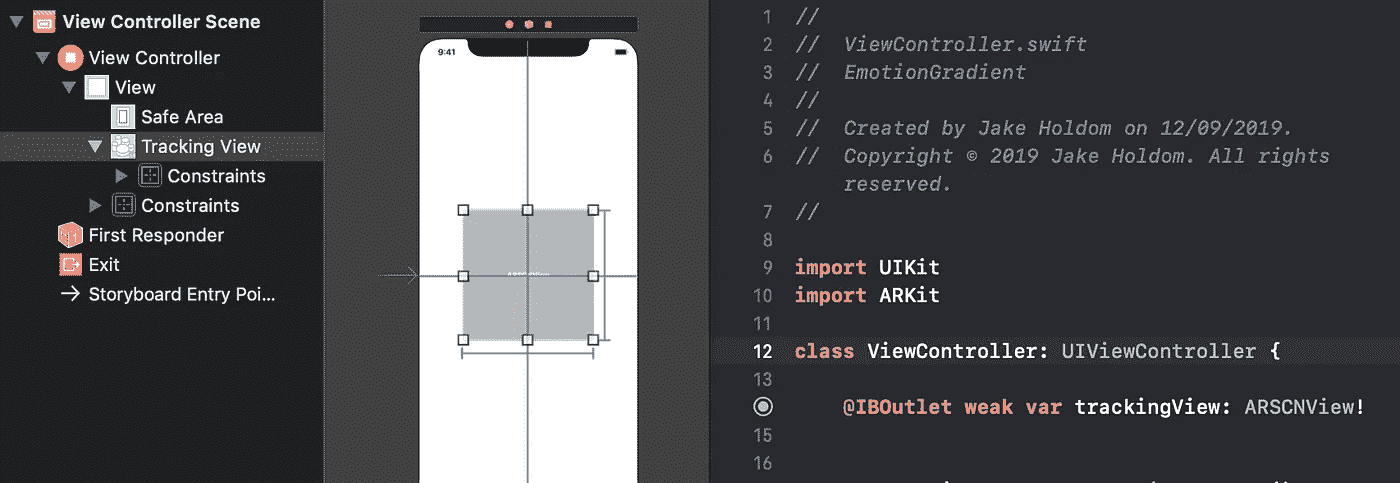 View Controller Scene
View Controller
View
Safe Area
Tracking View
Constraints
Constraints
First Responder
Exit
Storyboard Entry Poi...
9:41
1 //
2 // ViewController.swift
3 // EmotionGradient
4 //
5 // Created by Jake Holdom on 12/09/2019.
6 // Copyright © 2019 Jake Holdom. All rights
reserved.
7 //
8
9 import UIKit
10 import ARKit
11
12 class ViewController: UIViewController {
13
@IBOutlet weak var trackingView: ARSCNView!
15
16